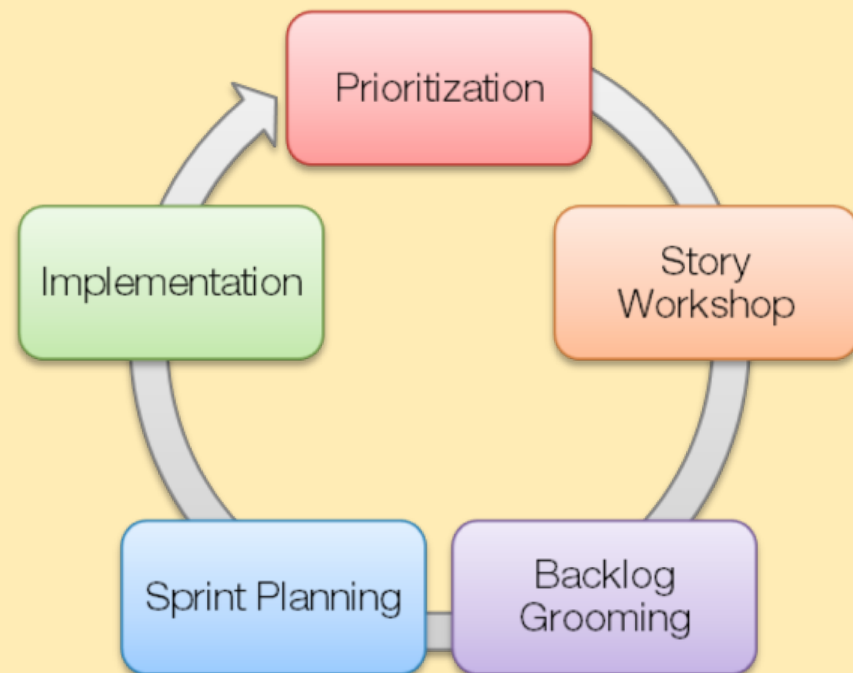 Prioritization
Story
Workshop
Backlog
Grooming
Sprint Planning
Implementation